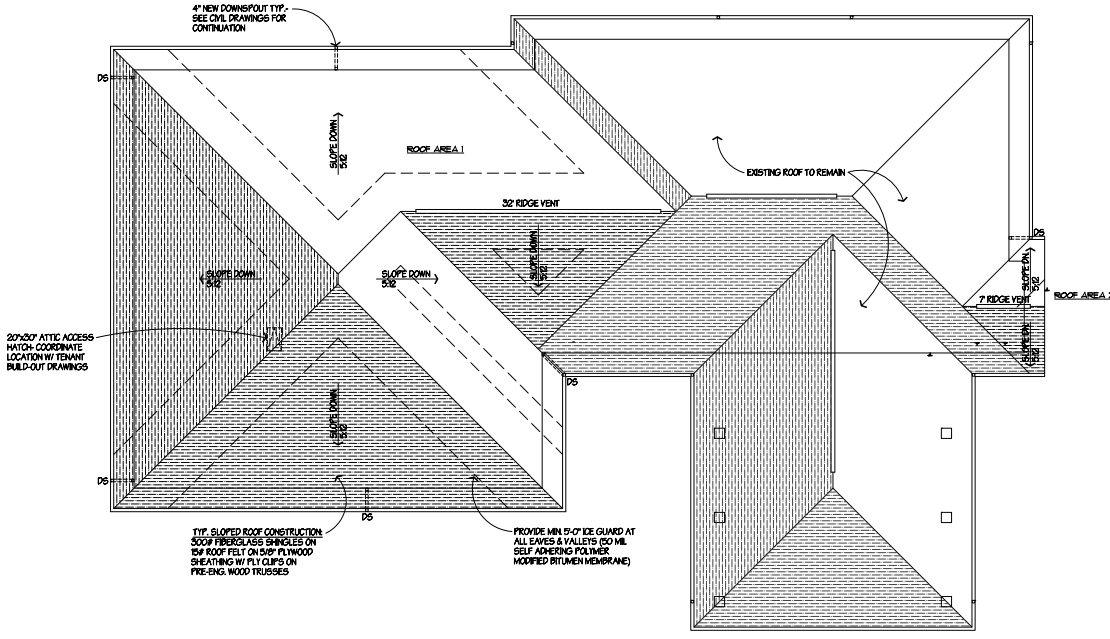 4" NEW DOWNSPOUT TYP.-
SEE CIVIL DRAWINGS FOR
CONTINUATION
DS
SLOPE DOWN
5:12
ROOF AREA 1
EXISTING ROOF TO REMAIN
32' RIDGE VENT
SLOPE DOWN
5:12
SLOPE DOWN
5:12
SLOPE DOWN
5:12
DS
SLOPE DN.
5:12
7' RIDGE VENT
ROOF AREA
SLOPE DN.
5:12
20"x30" ATTIC ACCESS
HATCH- COORDINATE
LOCATION W/ TENANT
BUILD-OUT DRAWINGS
DS
SLOPE DOWN
5:12
DS
DS
TYP. SLOPED ROOF CONSTRUCTION:
300# FIBERGLASS SHINGLES ON
15# ROOF FELT ON 5/8" PLYWOOD
SHEATHING W/ PLY CLIPS ON
PRE-ENG. WOOD TRUSSES
PROVIDE MIN. 5'-0" ICE GUARD AT
ALL EAVES & VALLEYS (50 MIL
SELF ADHERING POLYMER
MODIFIED BITUMEN MEMBRANE)